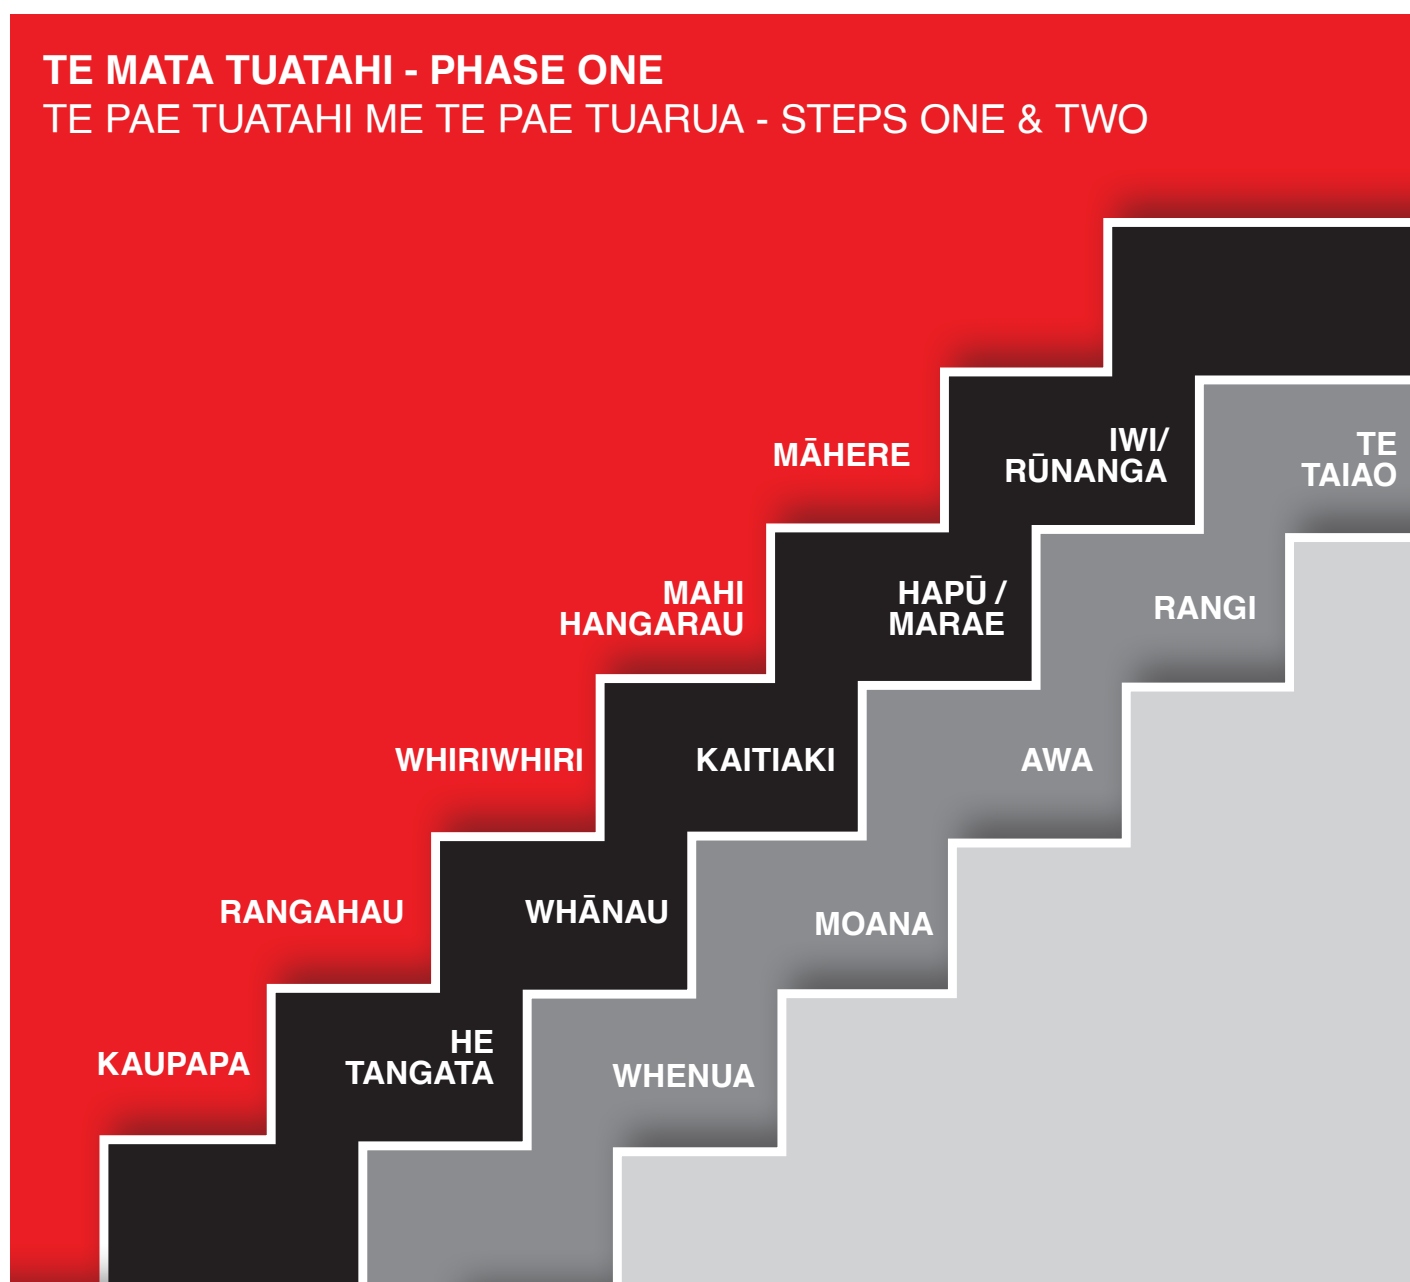 TE MATA TUATAHI - PHASE ONE
TE PAE TUATAHI ME TE PAE TUARUA - STEPS ONE & TWO
MĀHERE
IWI/
RŪNANGA
TE
TAIAO
MAHI
HANGARAU
HAPŪ /
MARAE
RANGI
WHIRIWHIRI
KAITIAKI
AWA
RANGAHAU
WHĀNAU
MOANA
KAUPAPA
HE
TANGATA
WHENUA